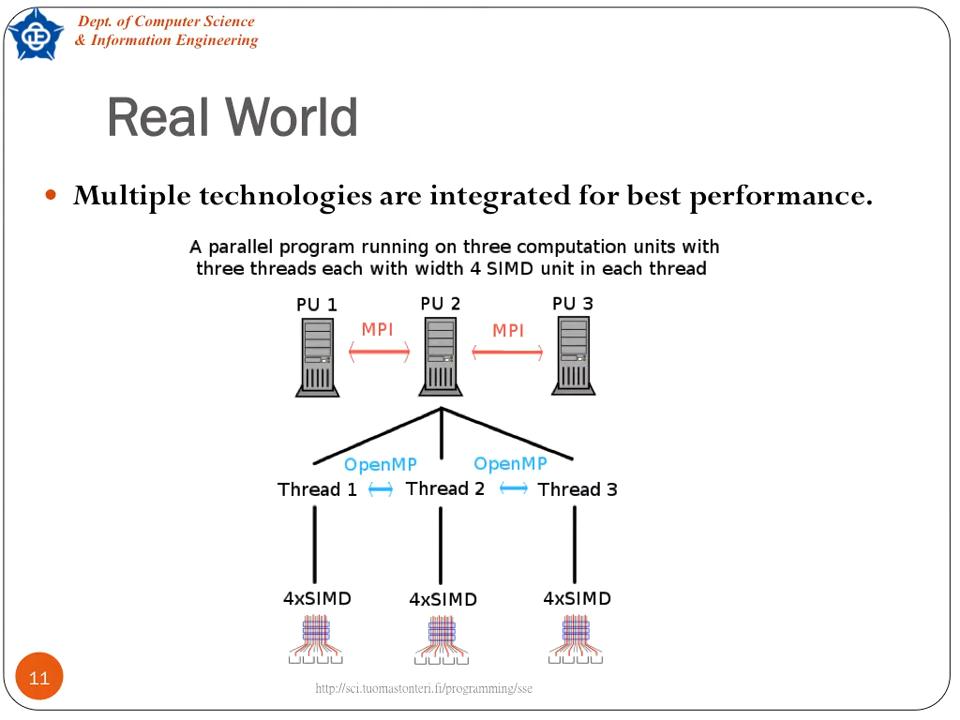 Dept. of Computer Science
& Information Engineering
Real World
• Multiple technologies are integrated for best performance.
A parallel program running on three computation units with
three threads each with width 4 SIMD unit in each thread
PU 1 PU 2 PU 3
MPI MPI
OpenMP OpenMP
Thread 1 Thread 2 Thread 3
4xSIMD 4xSIMD 4xSIMD
11
http://sci.tuomastonteri.fi/programming/sse